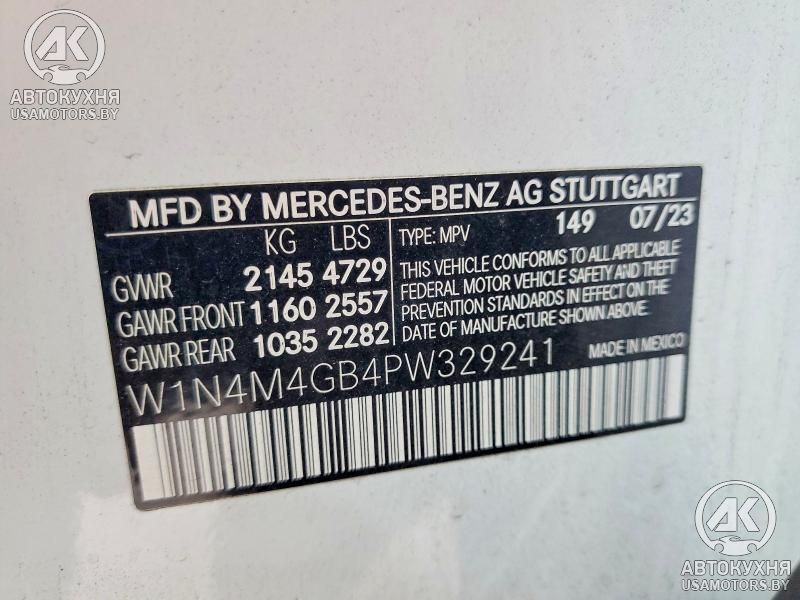 AK
АВТОКУХНЯ
USAMOTORS.BY
MFD BY MERCEDES-BENZ AG STUTTGART
KG LBS TYPE: MPV 149 07/23
GVWR 2145 4729
GAWR FRONT 1160 2557
GAWR REAR 1035 2282
THIS VEHICLE CONFORMS TO ALL APPLICABLE
FEDERAL MOTOR VEHICLE SAFETY AND THEFT
PREVENTION STANDARDS IN EFFECT ON THE
DATE OF MANUFACTURE SHOWN ABOVE.
W1N4M4GB4PW329241 MADE IN MEXICO
AK
АВТОКУХНЯ
USAMOTORS.BY